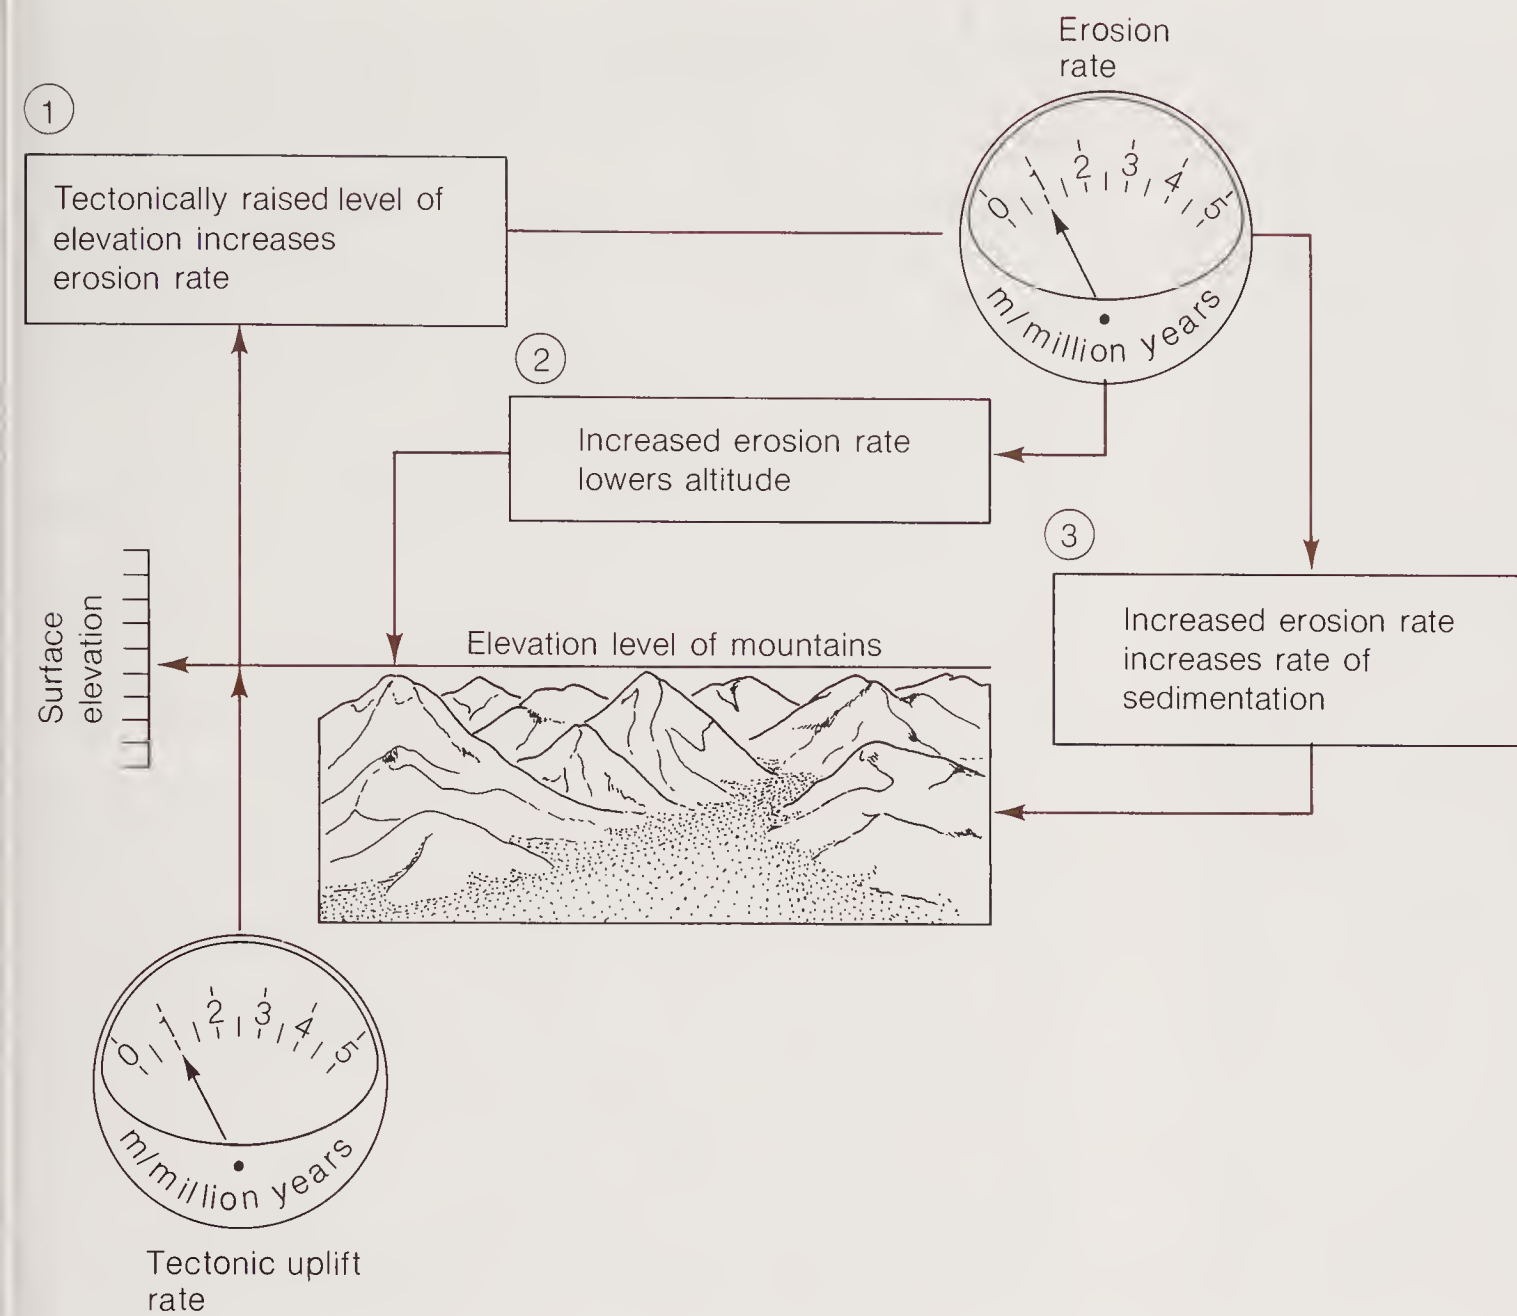 Erosion
rate
0 1 2 3 4 5
m/million years
1
Tectonically raised level of
elevation increases
erosion rate
2
Increased erosion rate
lowers altitude
3
Increased erosion rate
increases rate of
sedimentation
Surface
elevation
Elevation level of mountains
0 1 2 3 4 5
m/million years
Tectonic uplift
rate